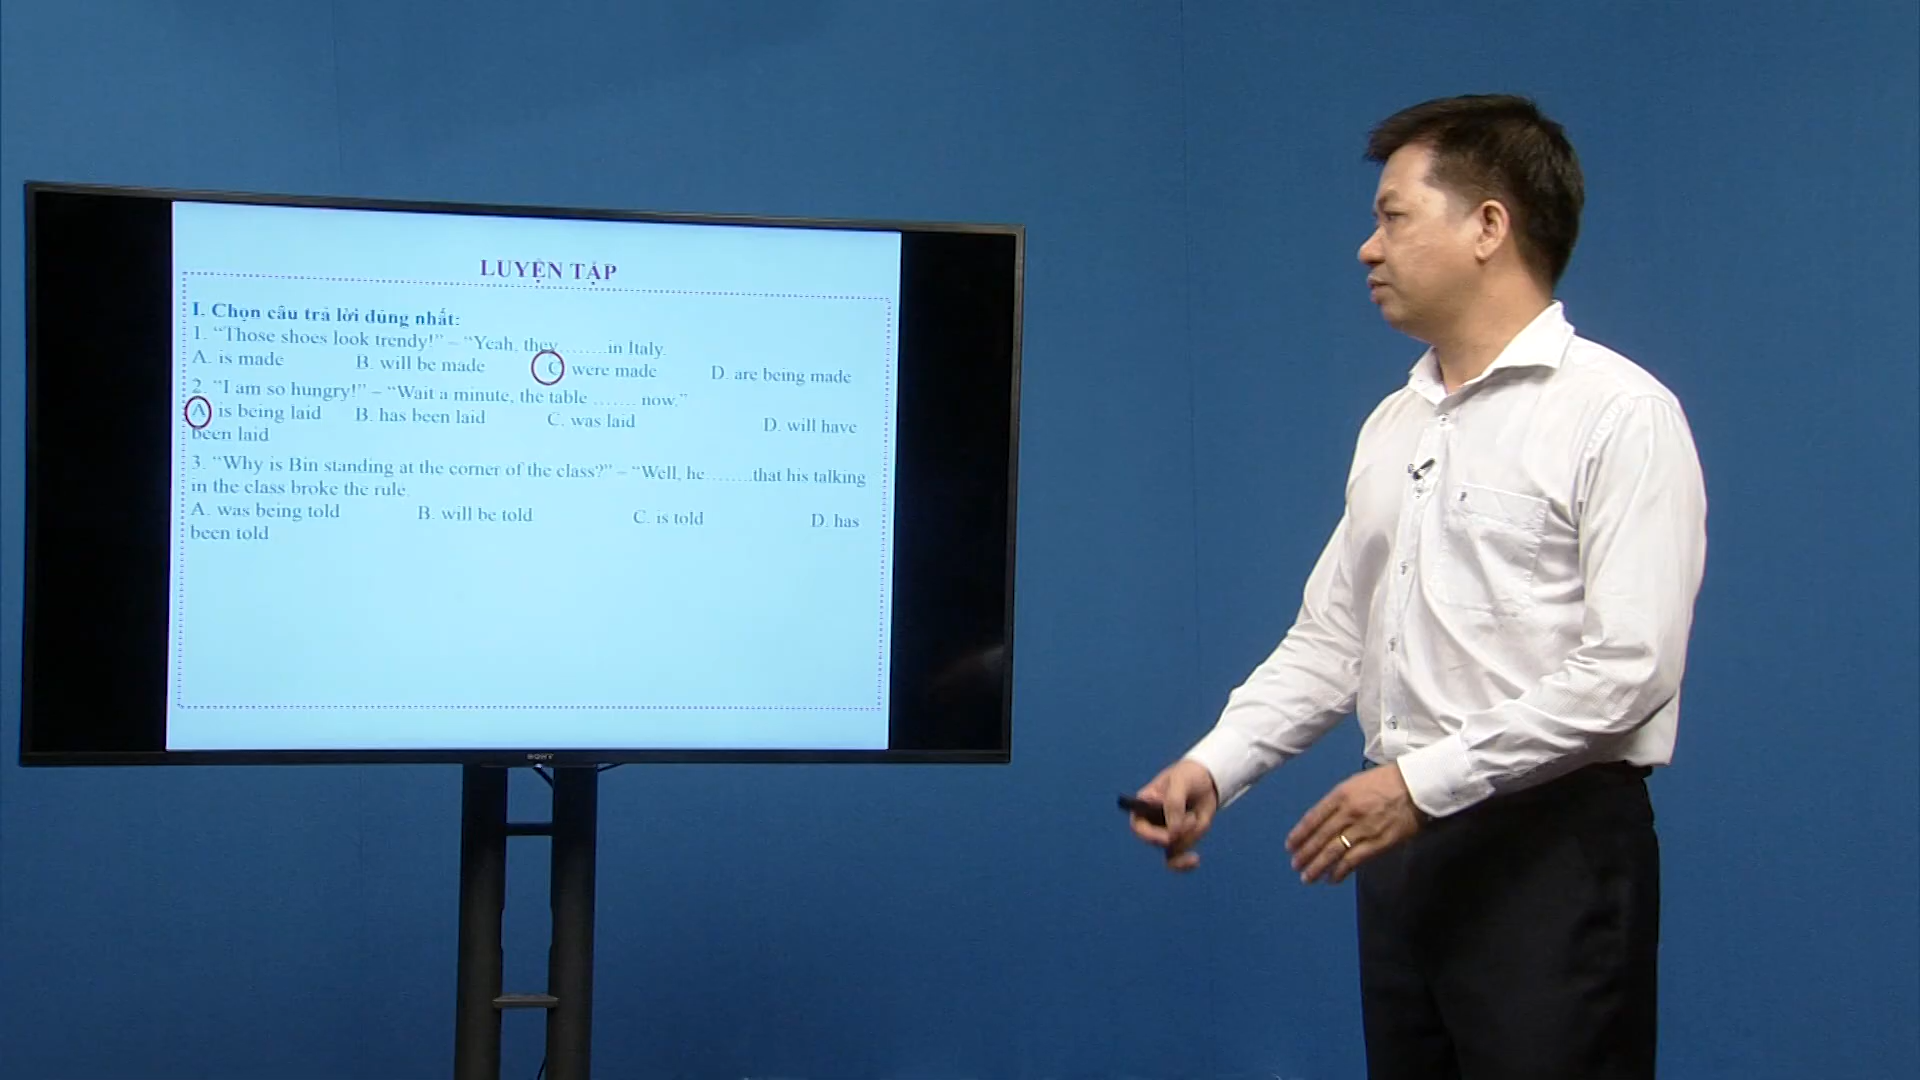 LUYỆN TẬP
I. Chọn câu trả lời đúng nhất:
1. “Those shoes look trendy!” – “Yeah, they……..in Italy.
A. is made B. will be made C were made D. are being made
2. “I am so hungry!” – “Wait a minute, the table ……. now.”
A is being laid B. has been laid C. was laid D. will have
been laid
3. “Why is Bin standing at the corner of the class?” – “Well, he……..that his talking
in the class broke the rule.
A. was being told B. will be told C. is told D. has
been told
SONY